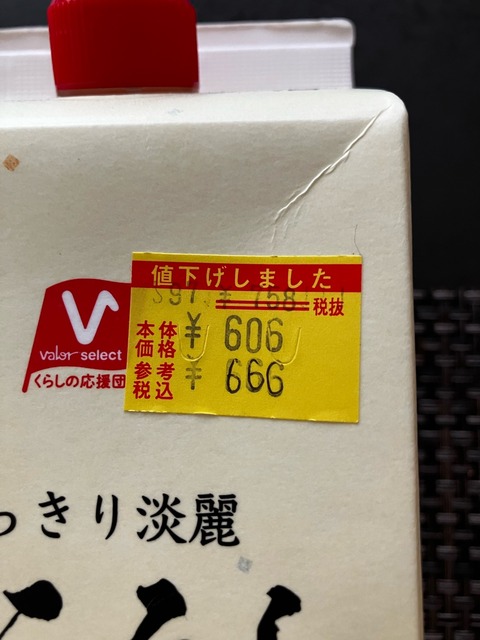 値下げしました
¥ 758 税抜
本体価格 ¥ 606
参考税込 ¥ 666
V
valor select
くらしの応援団
っきり淡麗